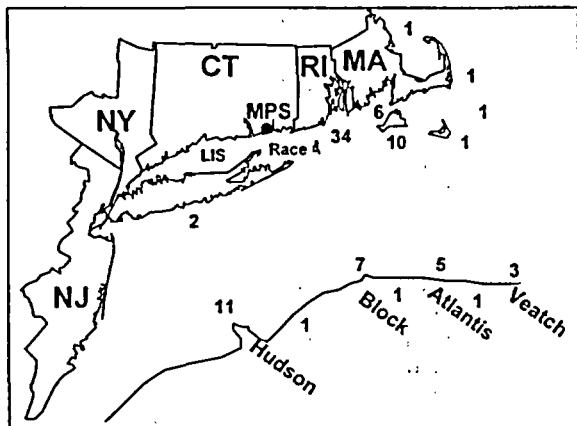 1
CT
RI
MA
1
NY
MPS
6
1
34
10
1
LIS
Race 4
2
7
5
3
NJ
11
1
1
1
Block
Atlantis
Veatch
Hudson